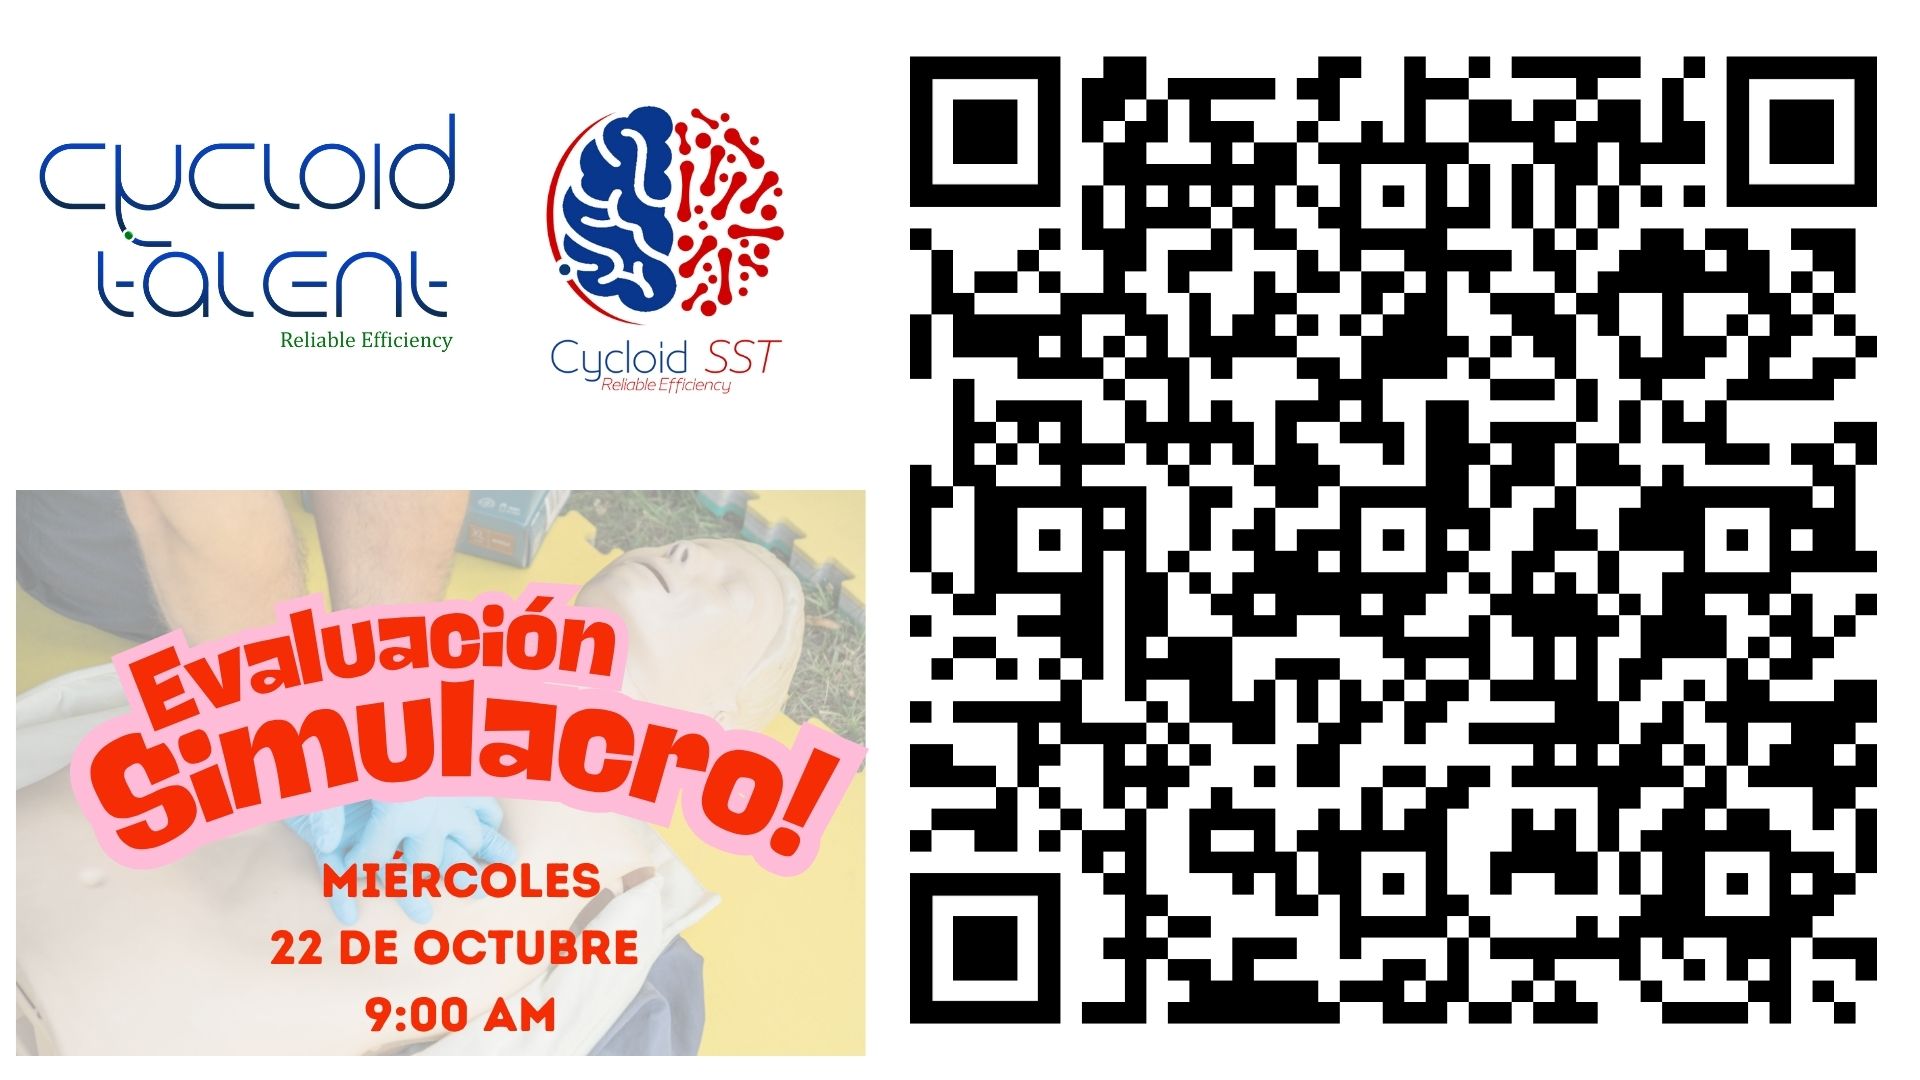 cycloid
talent
Reliable Efficiency
Cycloid SST
Reliable Efficiency
Evaluación
Simulacro!
MIÉRCOLES
22 DE OCTUBRE
9:00 AM